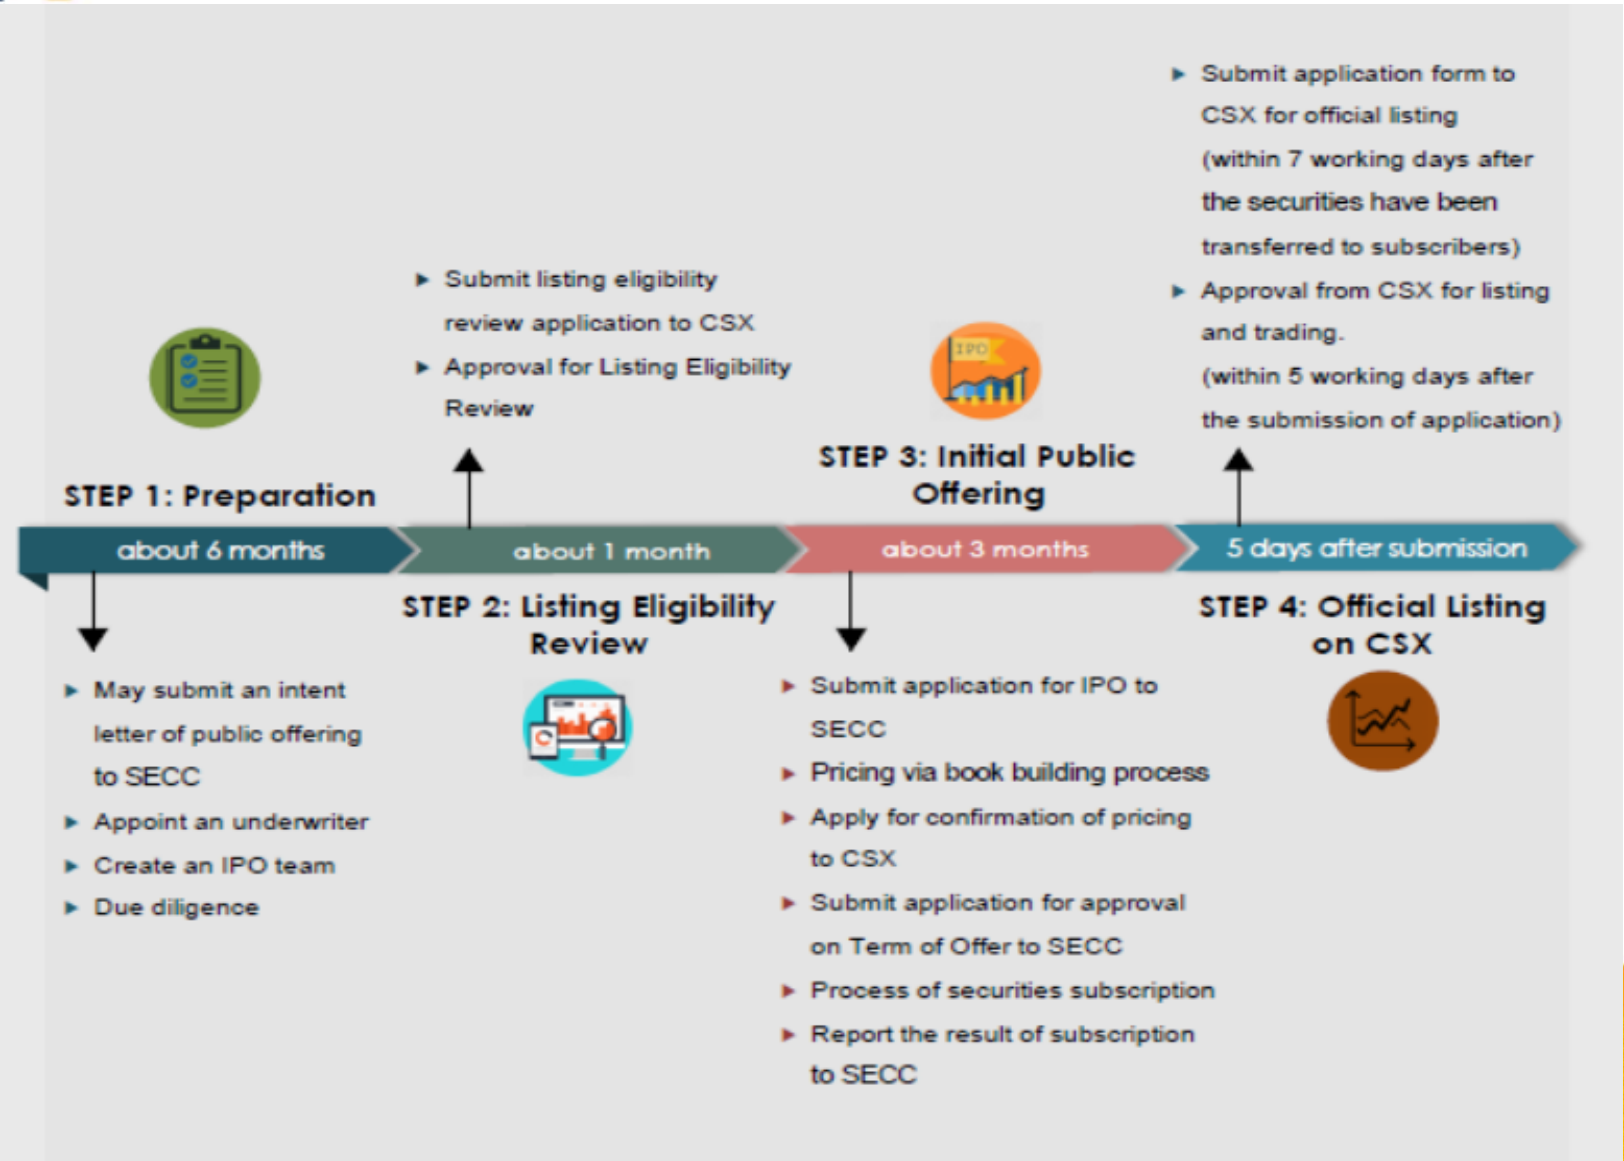 STEP 1: Preparation
about 6 months
► May submit an intent
letter of public offering
to SECC
► Appoint an underwriter
► Create an IPO team
► Due diligence
► Submit listing eligibility
review application to CSX
► Approval for Listing Eligibility
Review
about 1 month
STEP 2: Listing Eligibility
Review
IPO
STEP 3: Initial Public
Offering
about 3 months
► Submit application for IPO to
SECC
► Pricing via book building process
► Apply for confirmation of pricing
to CSX
► Submit application for approval
on Term of Offer to SECC
► Process of securities subscription
► Report the result of subscription
to SECC
► Submit application form to
CSX for official listing
(within 7 working days after
the securities have been
transferred to subscribers)
► Approval from CSX for listing
and trading.
(within 5 working days after
the submission of application)
5 days after submission
STEP 4: Official Listing
on CSX